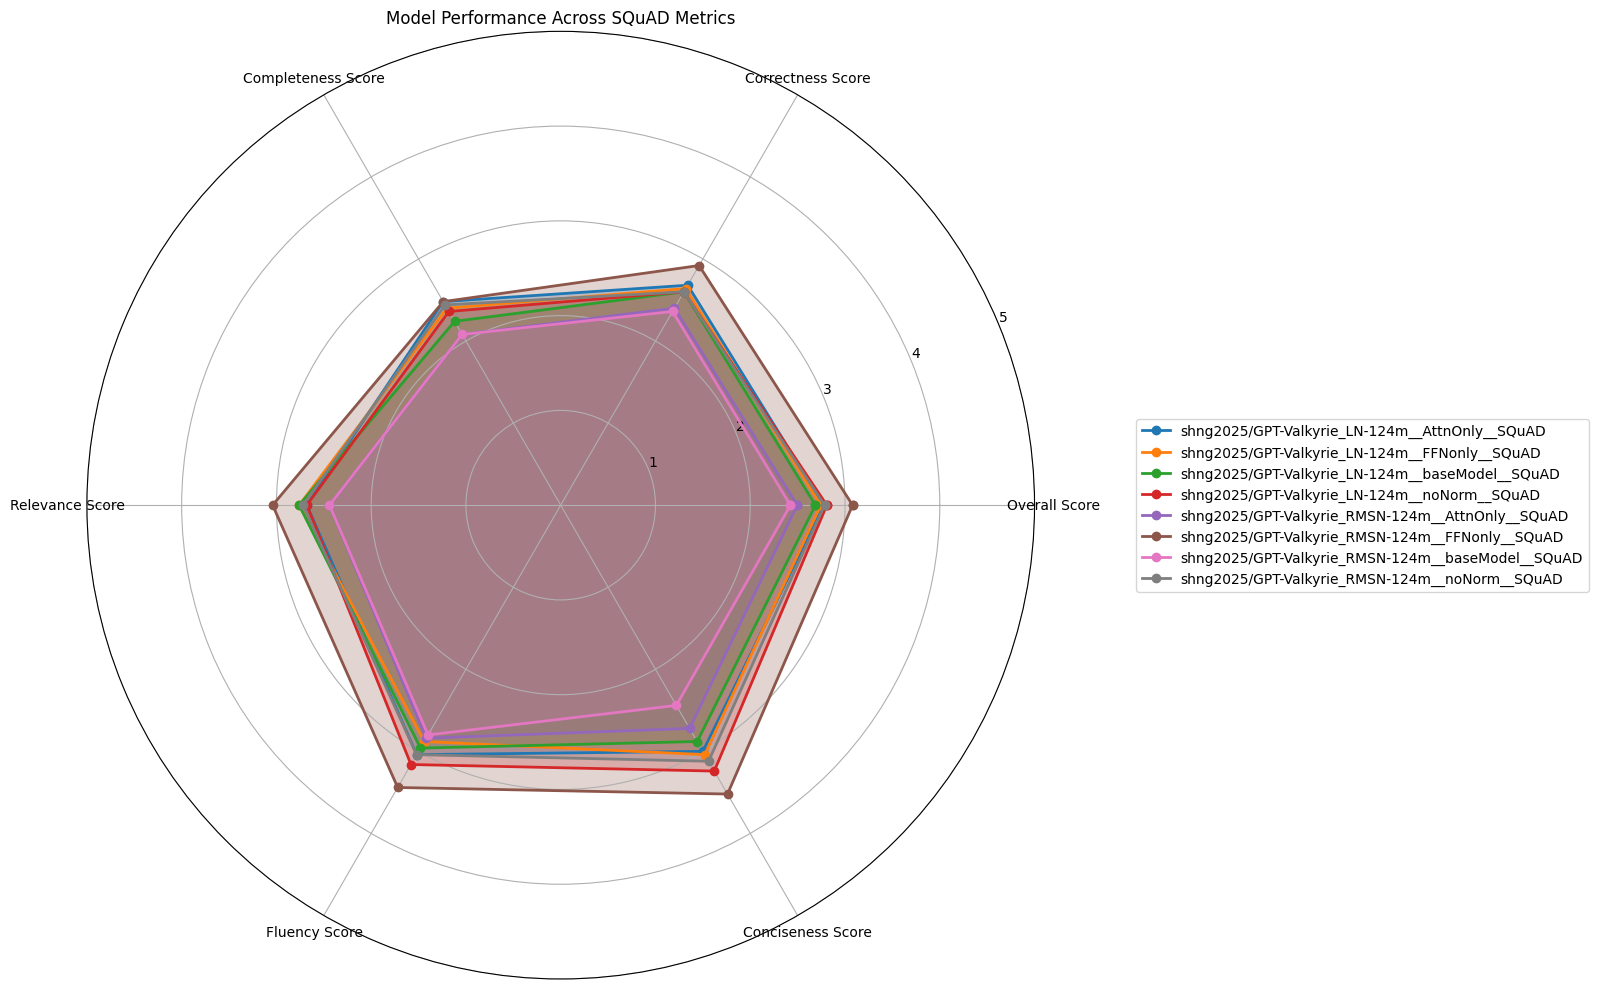 Model Performance Across SQuAD Metrics
Completeness Score
Correctness Score
Relevance Score
Overall Score
Fluency Score
Conciseness Score
1
2
3
4
5
shng2025/GPT-Valkyrie_LN-124m__AttnOnly__SQuAD
shng2025/GPT-Valkyrie_LN-124m__FFNonly__SQuAD
shng2025/GPT-Valkyrie_LN-124m__baseModel__SQuAD
shng2025/GPT-Valkyrie_LN-124m__noNorm__SQuAD
shng2025/GPT-Valkyrie_RMSN-124m__AttnOnly__SQuAD
shng2025/GPT-Valkyrie_RMSN-124m__FFNonly__SQuAD
shng2025/GPT-Valkyrie_RMSN-124m__baseModel__SQuAD
shng2025/GPT-Valkyrie_RMSN-124m__noNorm__SQuAD